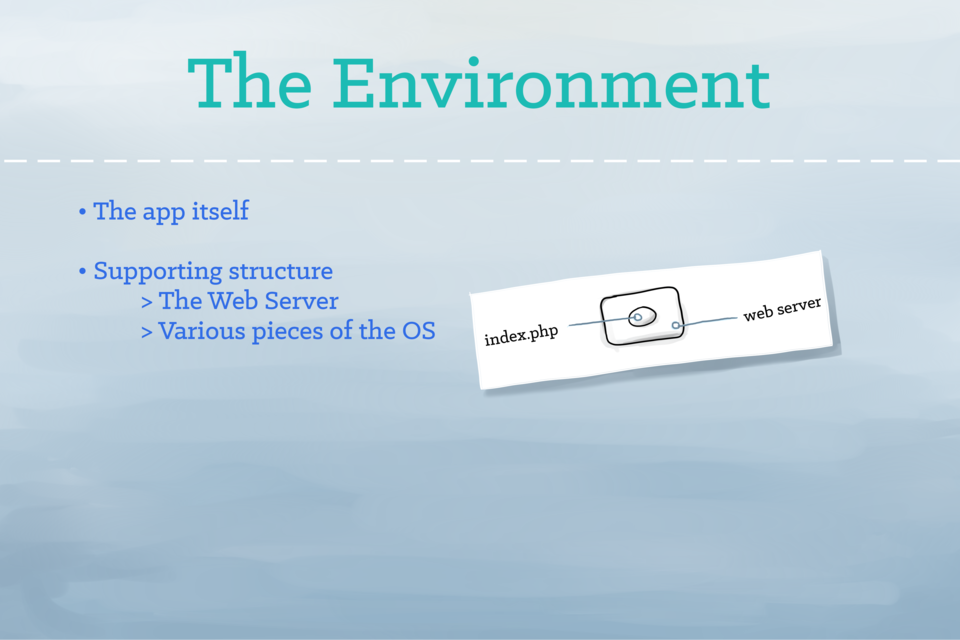 The Environment
• The app itself
• Supporting structure
> The Web Server
> Various pieces of the OS
index.php
web server